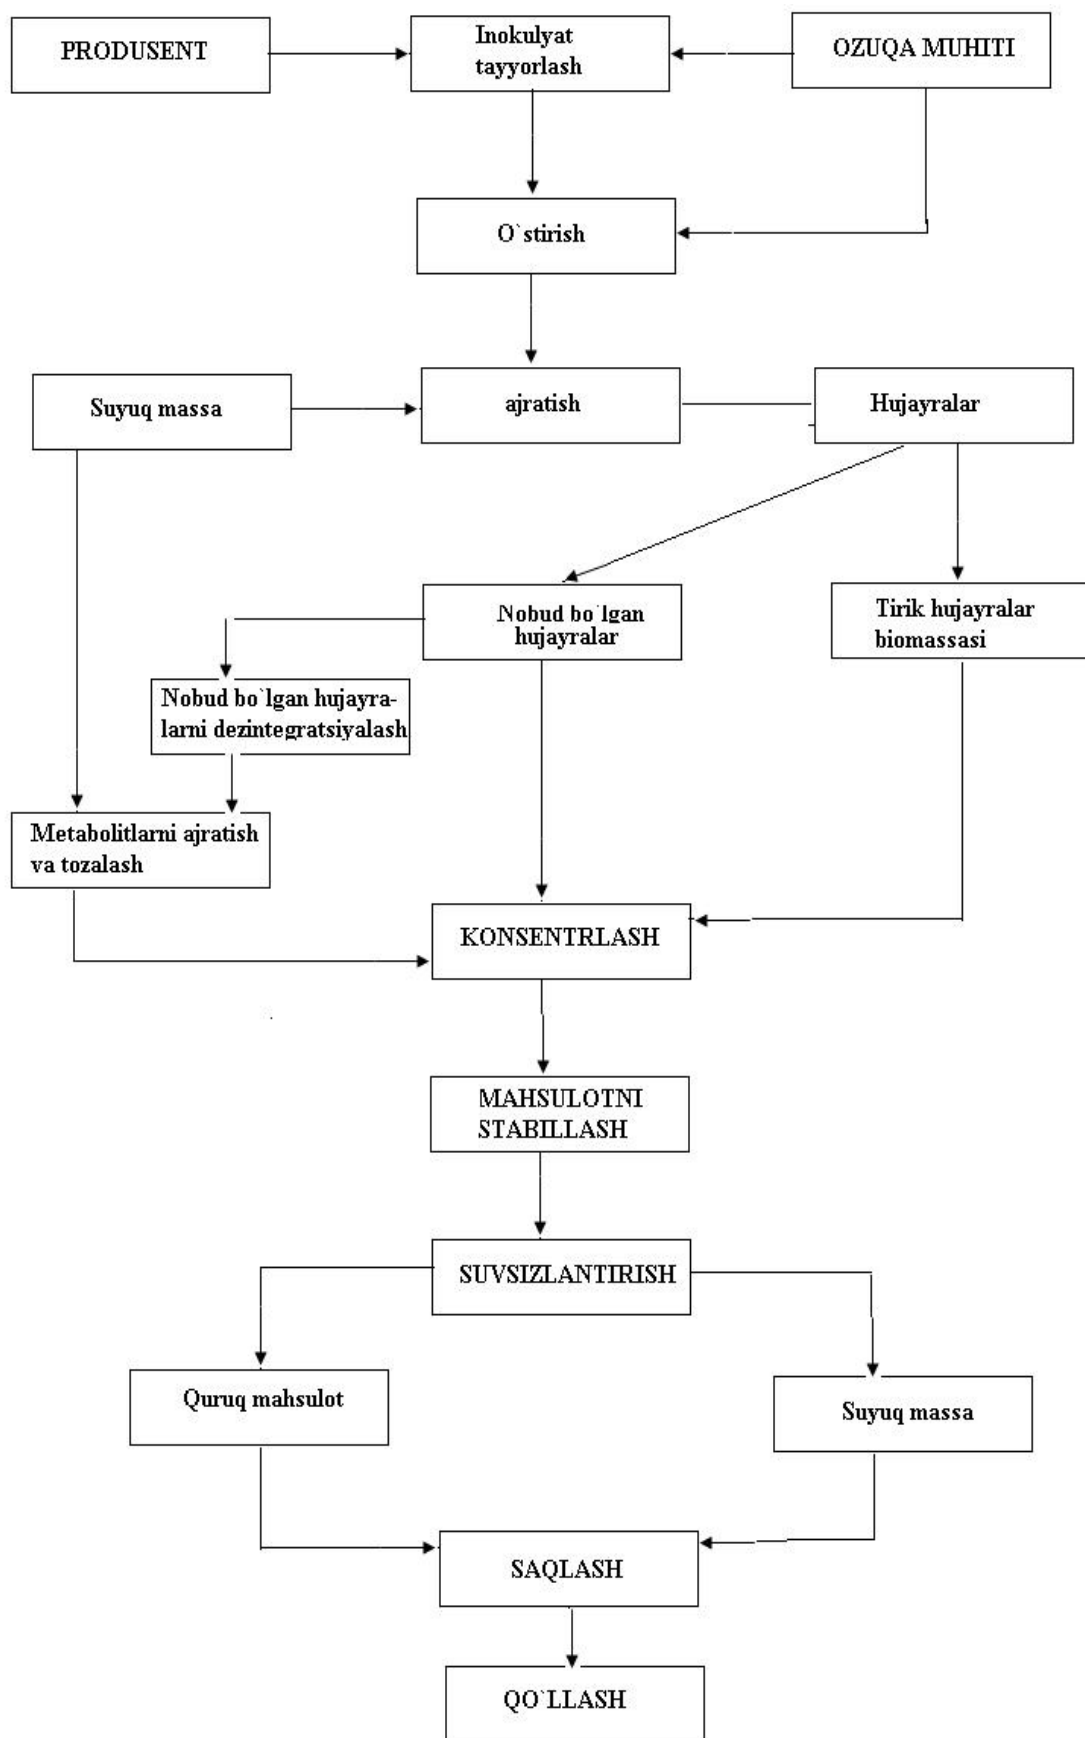 PRODUSENT
Inokulyat
tayyorlash
OZUQA MUHITI
O`stirish
Suyuq massa
ajratish
Hujayralar
Nobud bo`lgan
hujayralar
Tirik hujayralar
biomassasi
Nobud bo`lgan hujayra-
larni dezintegratsiyalash
Metabolitlarni ajratish
va tozalash
KONSENTRLASH
MAHSULOTNI
STABILLASH
SUVSIZLANTIRISH
Quruq mahsulot
Suyuq massa
SAQLASH
QO`LLASH